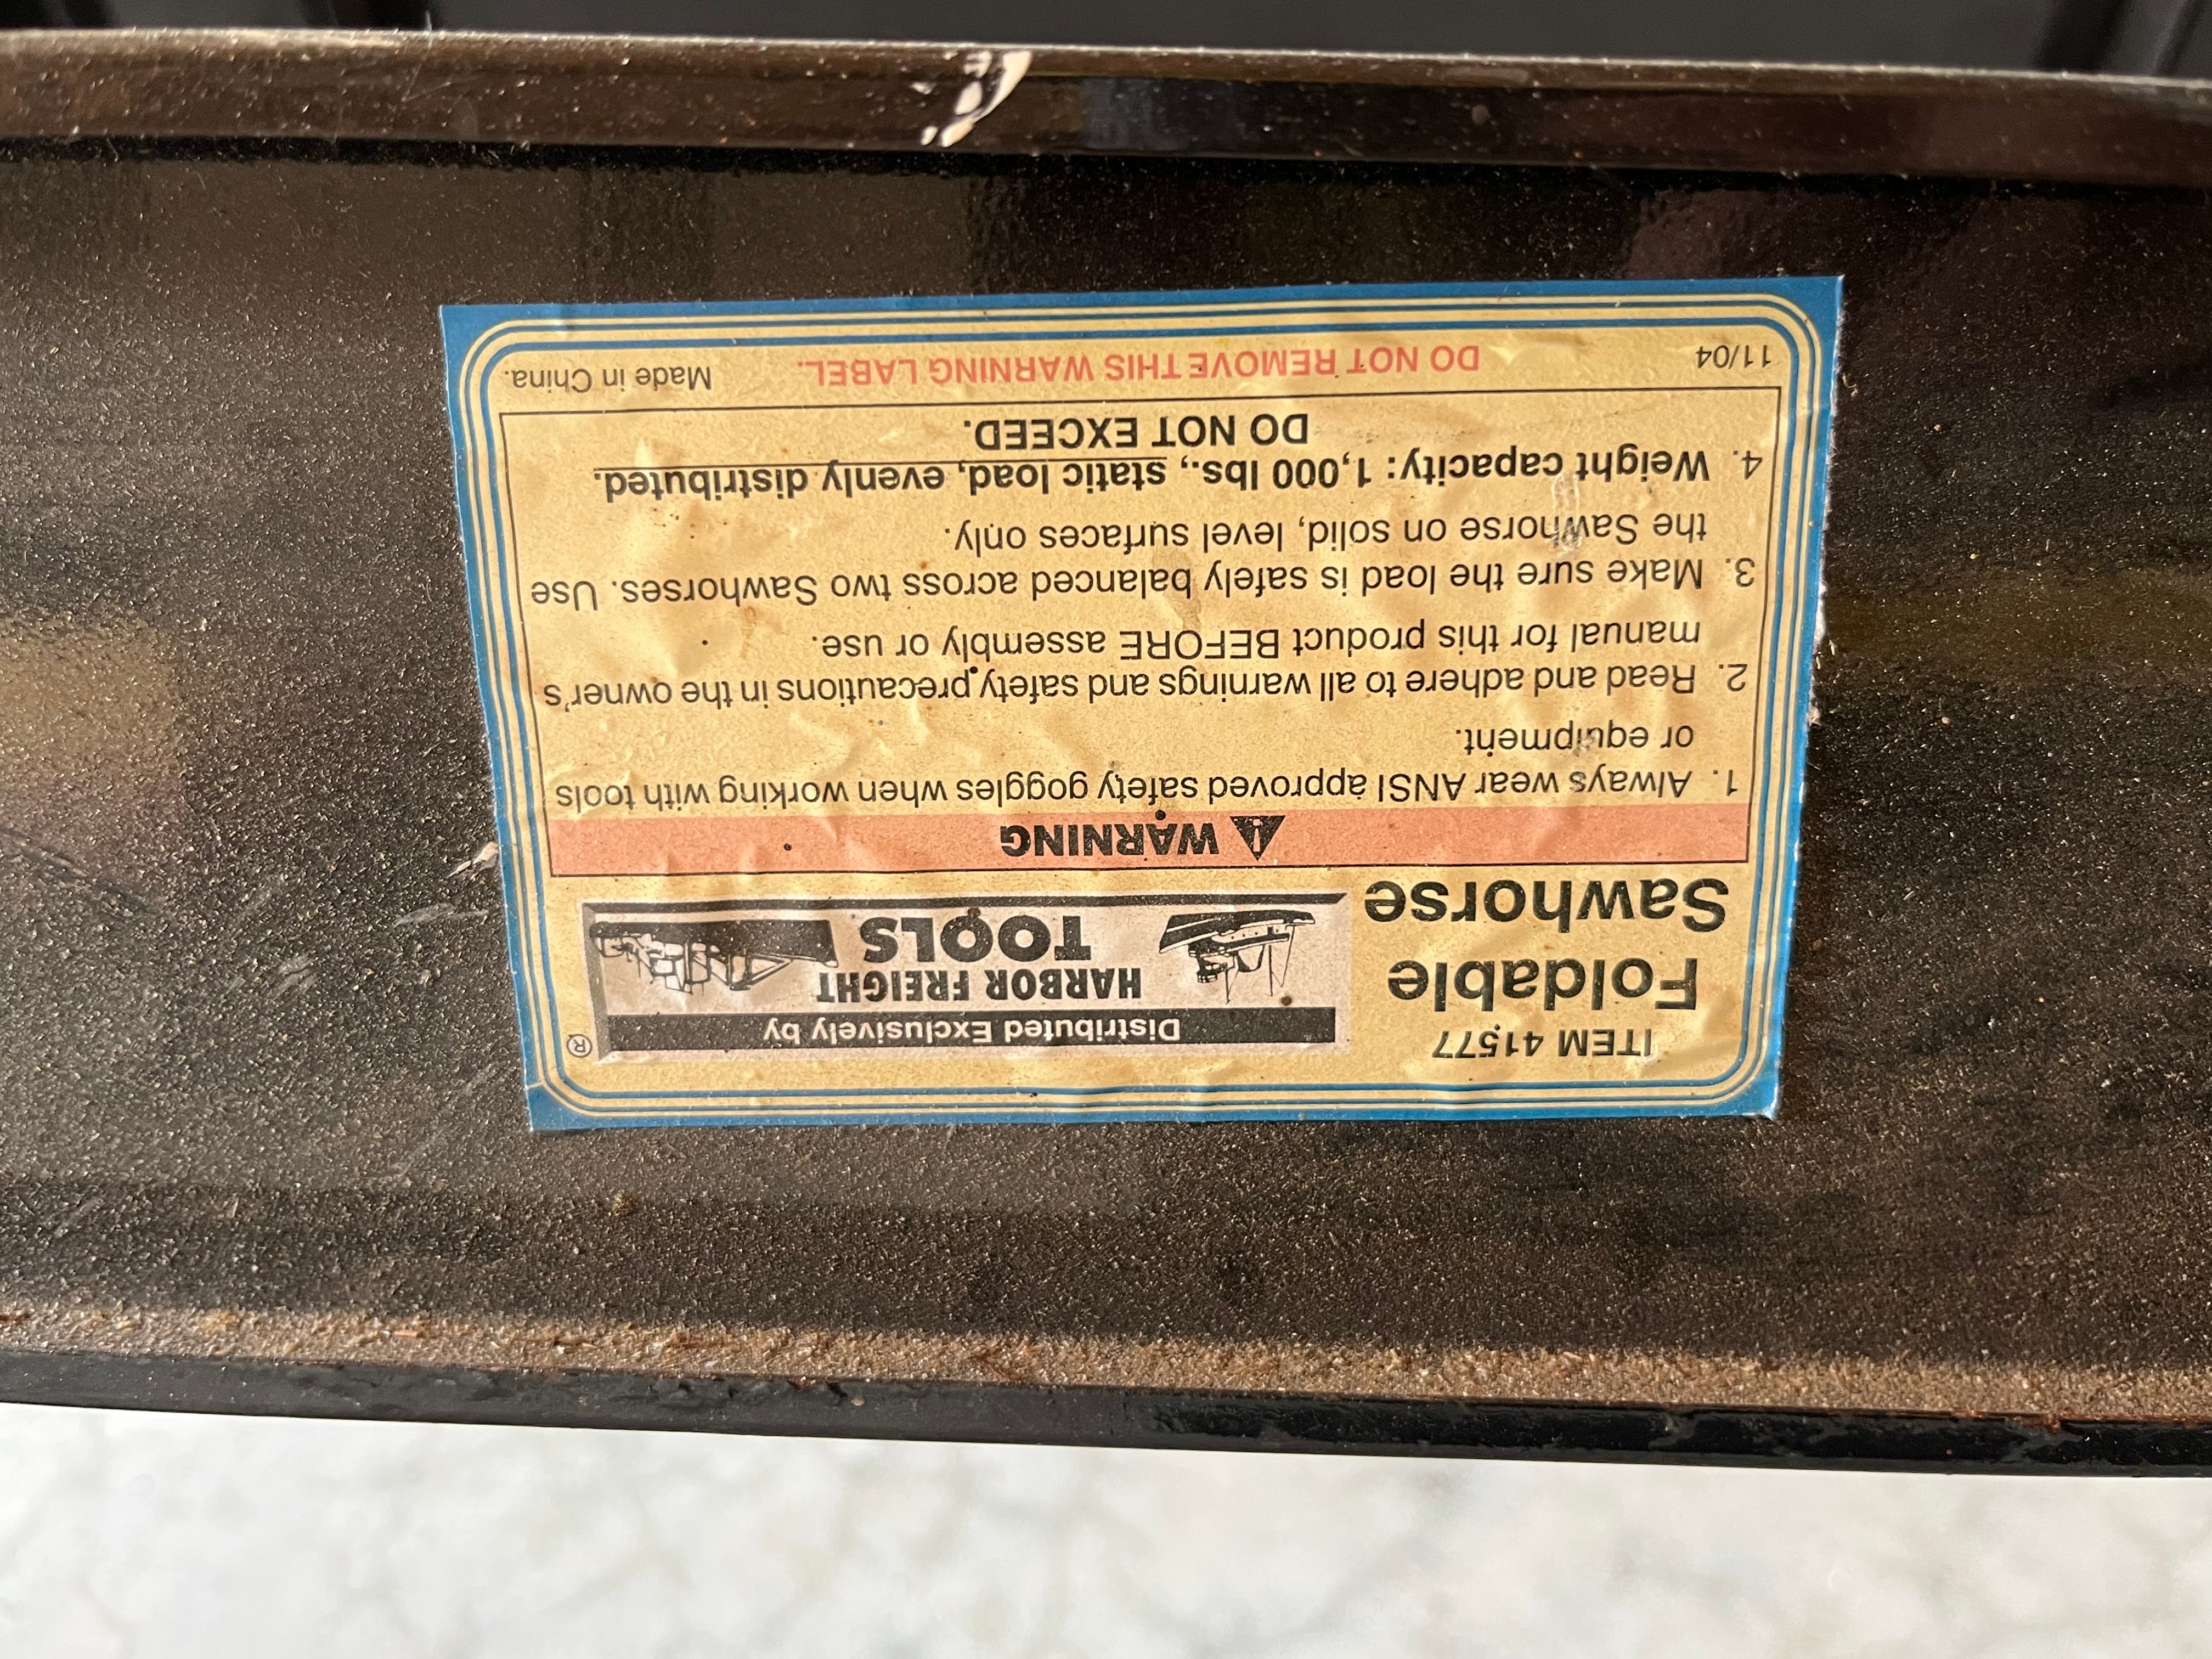 ITEM 41577
Foldable
Sawhorse
Distributed Exclusively by
HARBOR FREIGHT
TOOLS
®
WARNING
1. Always wear ANSI approved safety goggles when working with tools
or equipment.
2. Read and adhere to all warnings and safety precautions in the owner's
manual for this product BEFORE assembly or use.
3. Make sure the load is safely balanced across two Sawhorses. Use
the Sawhorse on solid, level surfaces only.
4. Weight capacity: 1,000 lbs., static load, evenly distributed.
DO NOT EXCEED.
11/04 DO NOT REMOVE THIS WARNING LABEL. Made in China.